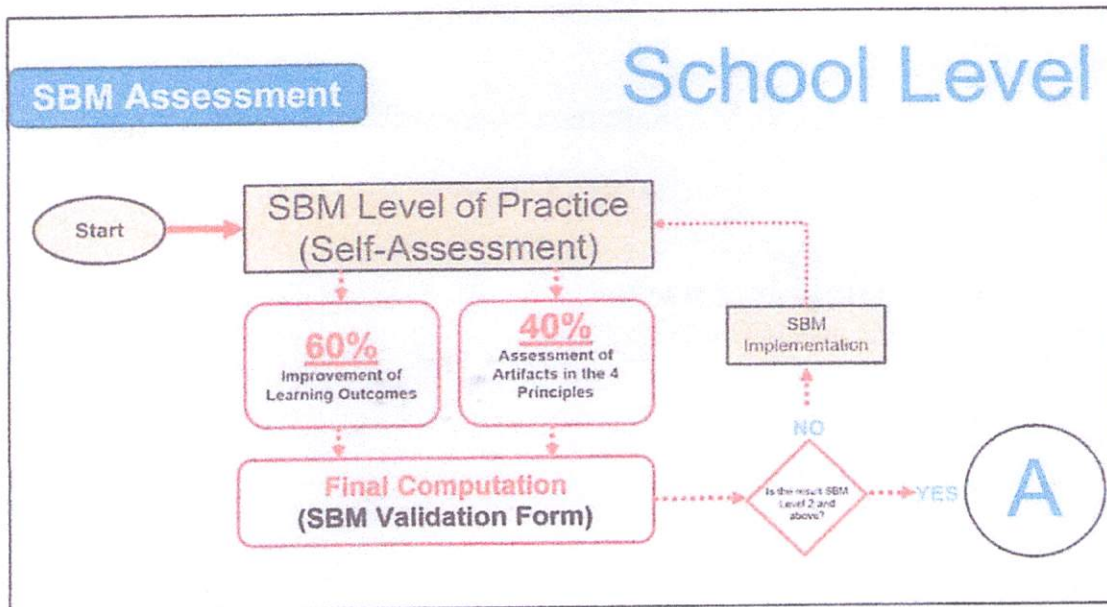 School Level
SBM Assessment
Start
SBM Level of Practice
(Self-Assessment)
60%
Improvement of
Learning Outcomes
40%
Assessment of
Artifacts in the 4
Principles
SBM
Implementation
NO
Final Computation
(SBM Validation Form)
Is the result SBM
Level 2 and
above?
YES
A